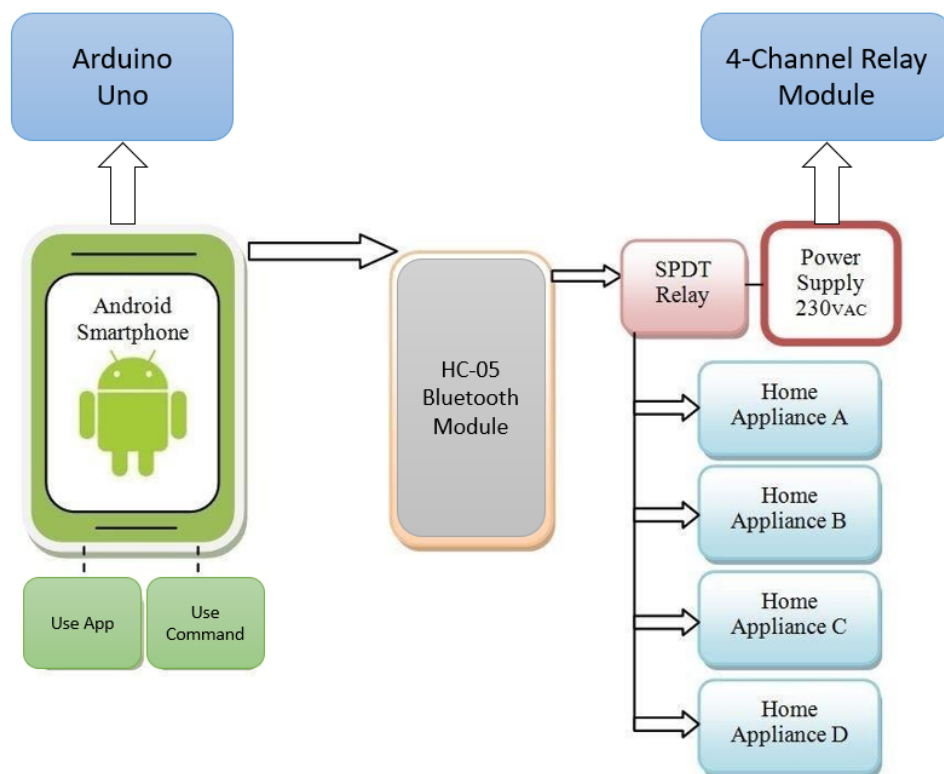 Arduino
Uno
4-Channel Relay
Module
Android
Smartphone
HC-05
Bluetooth
Module
SPDT
Relay
Power
Supply
230VAC
Home
Appliance A
Home
Appliance B
Home
Appliance C
Home
Appliance D
Use App
Use
Command